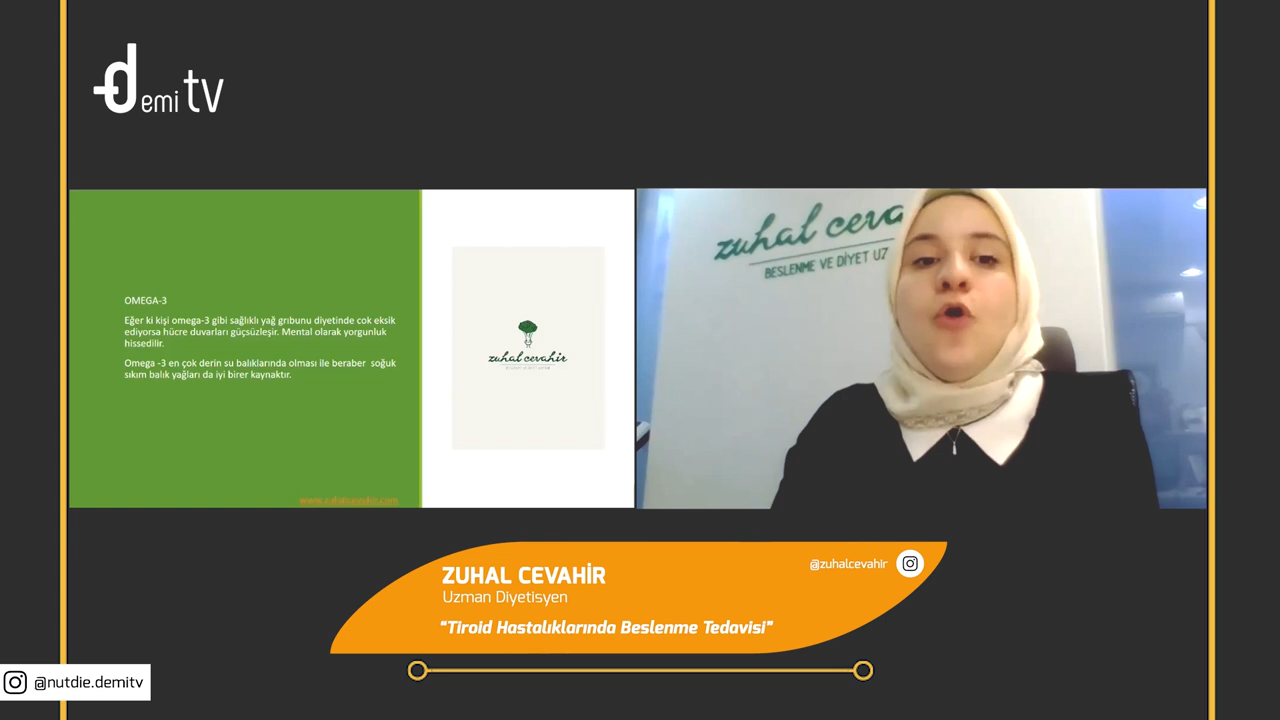 demi tv
OMEGA-3
Eğer ki kişi omega-3 gibi sağlıklı yağ grıbunu diyetinde cok eksik
ediyorsa hücre duvarları güçsüzleşir. Mental olarak yorgunluk
hissedilir.
Omega -3 en çok derin su balıklarında olması ile beraber soğuk
sıkım balık yağları da iyi birer kaynaktır.
zuhal cevahir
zuhal ceva
BESLENME VE DİYET UZ
ZUHAL CEVAHİR
Uzman Diyetisyen
@zuhalcevahir
“Tiroid Hastalıklarında Beslenme Tedavisi”
@nutdie.demitv